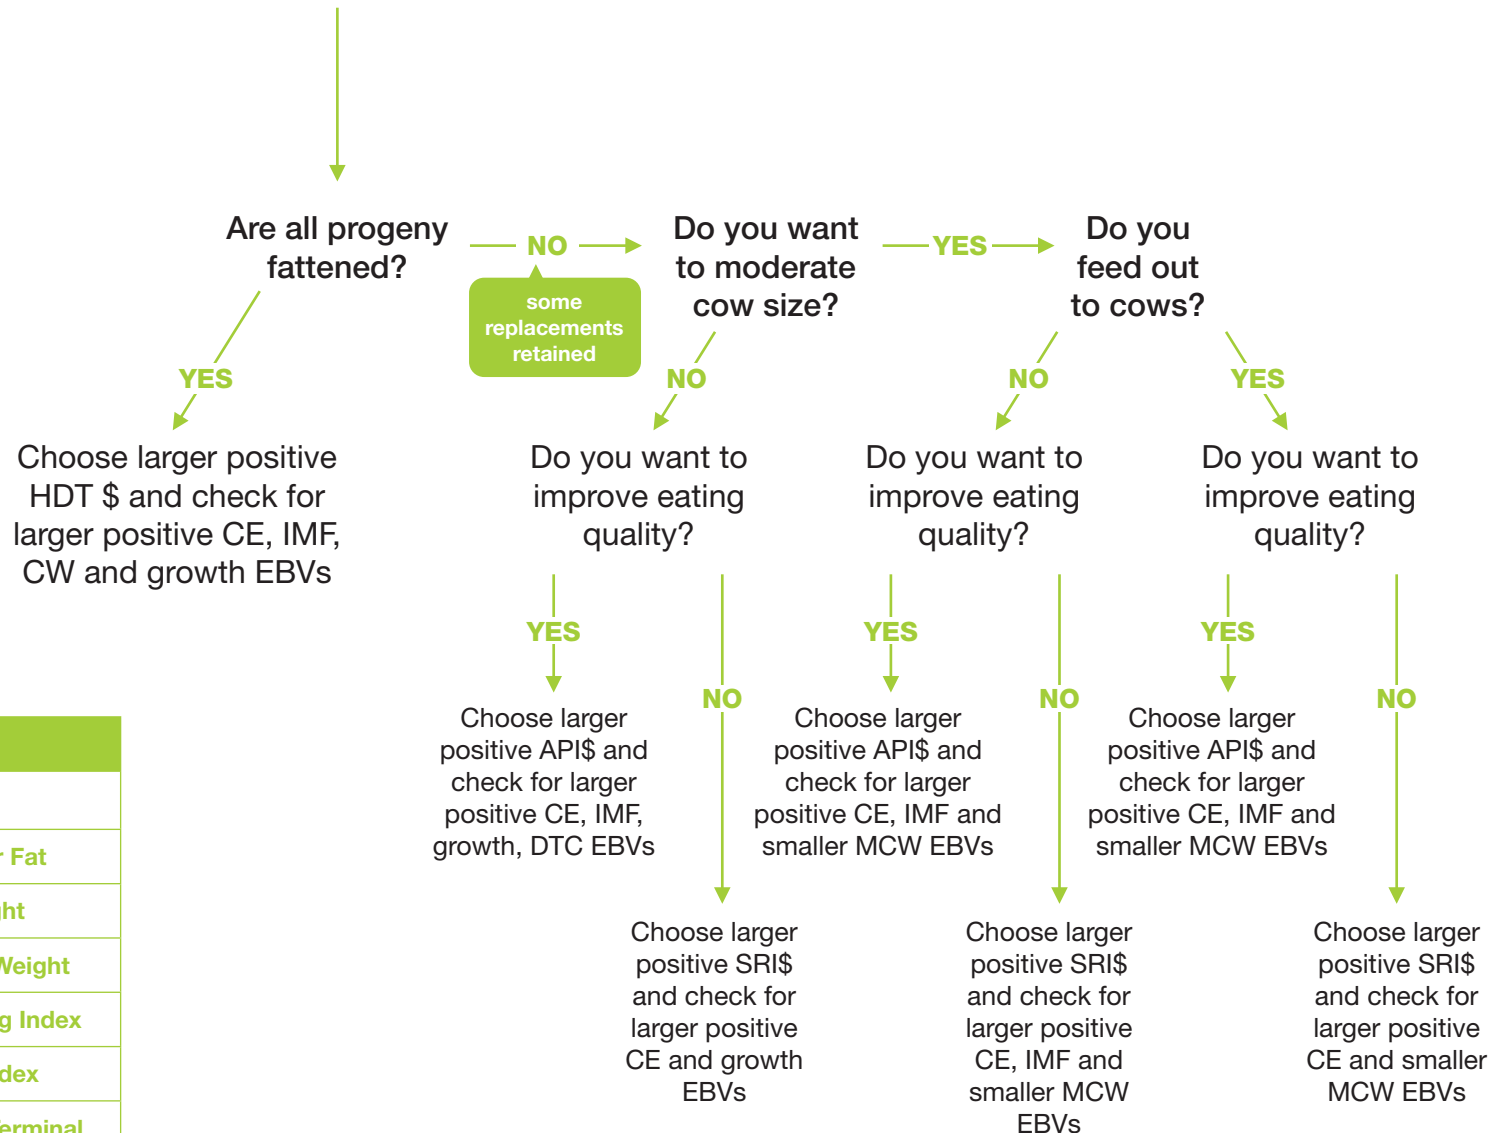 Are all progeny
fattened?
NO
some
replacements
retained
Do you want
to moderate
cow size?
YES
Do you
feed out
to cows?
YES
NO
NO
YES
Choose larger positive
HDT $ and check for
larger positive CE, IMF,
CW and growth EBVs
Do you want to
improve eating
quality?
Do you want to
improve eating
quality?
Do you want to
improve eating
quality?
YES
NO
YES
NO
YES
NO
Choose larger
positive API$ and
check for larger
positive CE, IMF,
growth, DTC EBVs
Choose larger
positive API$ and
check for larger
positive CE, IMF and
smaller MCW EBVs
Choose larger
positive API$ and
check for larger
positive CE, IMF and
smaller MCW EBVs
Choose larger
positive SRI$
and check for
larger positive
CE and growth
EBVs
Choose larger
positive SRI$
and check for
larger positive
CE, IMF and
smaller MCW
EBVs
Choose larger
positive SRI$
and check for
larger positive
CE and smaller
MCW EBVs
r Fat
ght
Weight
g Index
dex
Terminal